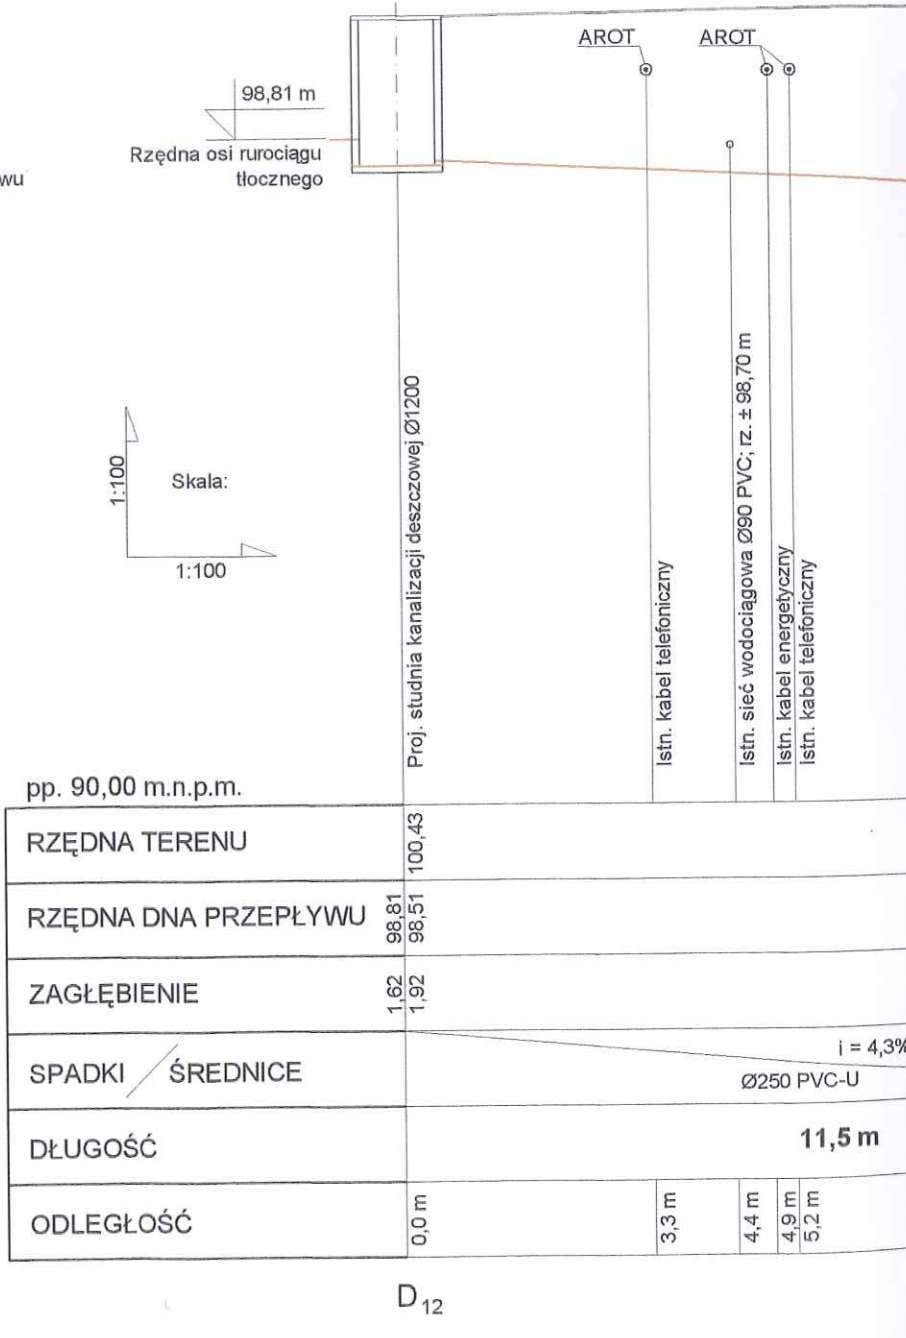 AROT
AROT
98,81 m
Rzędna osi rurociągu
tłocznego
wu
1:100
Skala:
1:100
Proj. studnia kanalizacji deszczowej Ø1200
Istn. kabel telefoniczny
Istn. sieć wodociągowa Ø90 PVC; rz. ± 98,70 m
Istn. kabel energetyczny
Istn. kabel telefoniczny
pp. 90,00 m.n.p.m.
RZĘDNA TERENU
100,43
RZĘDNA DNA PRZEPŁYWU
98,81
98,51
ZAGŁĘBIENIE
1,62
1,92
SPADKI / ŚREDNICE
i = 4,3%
Ø250 PVC-U
DŁUGOŚĆ
11,5 m
ODLEGŁOŚĆ
0,0 m
3,3 m
4,4 m
4,9 m
5,2 m
D12